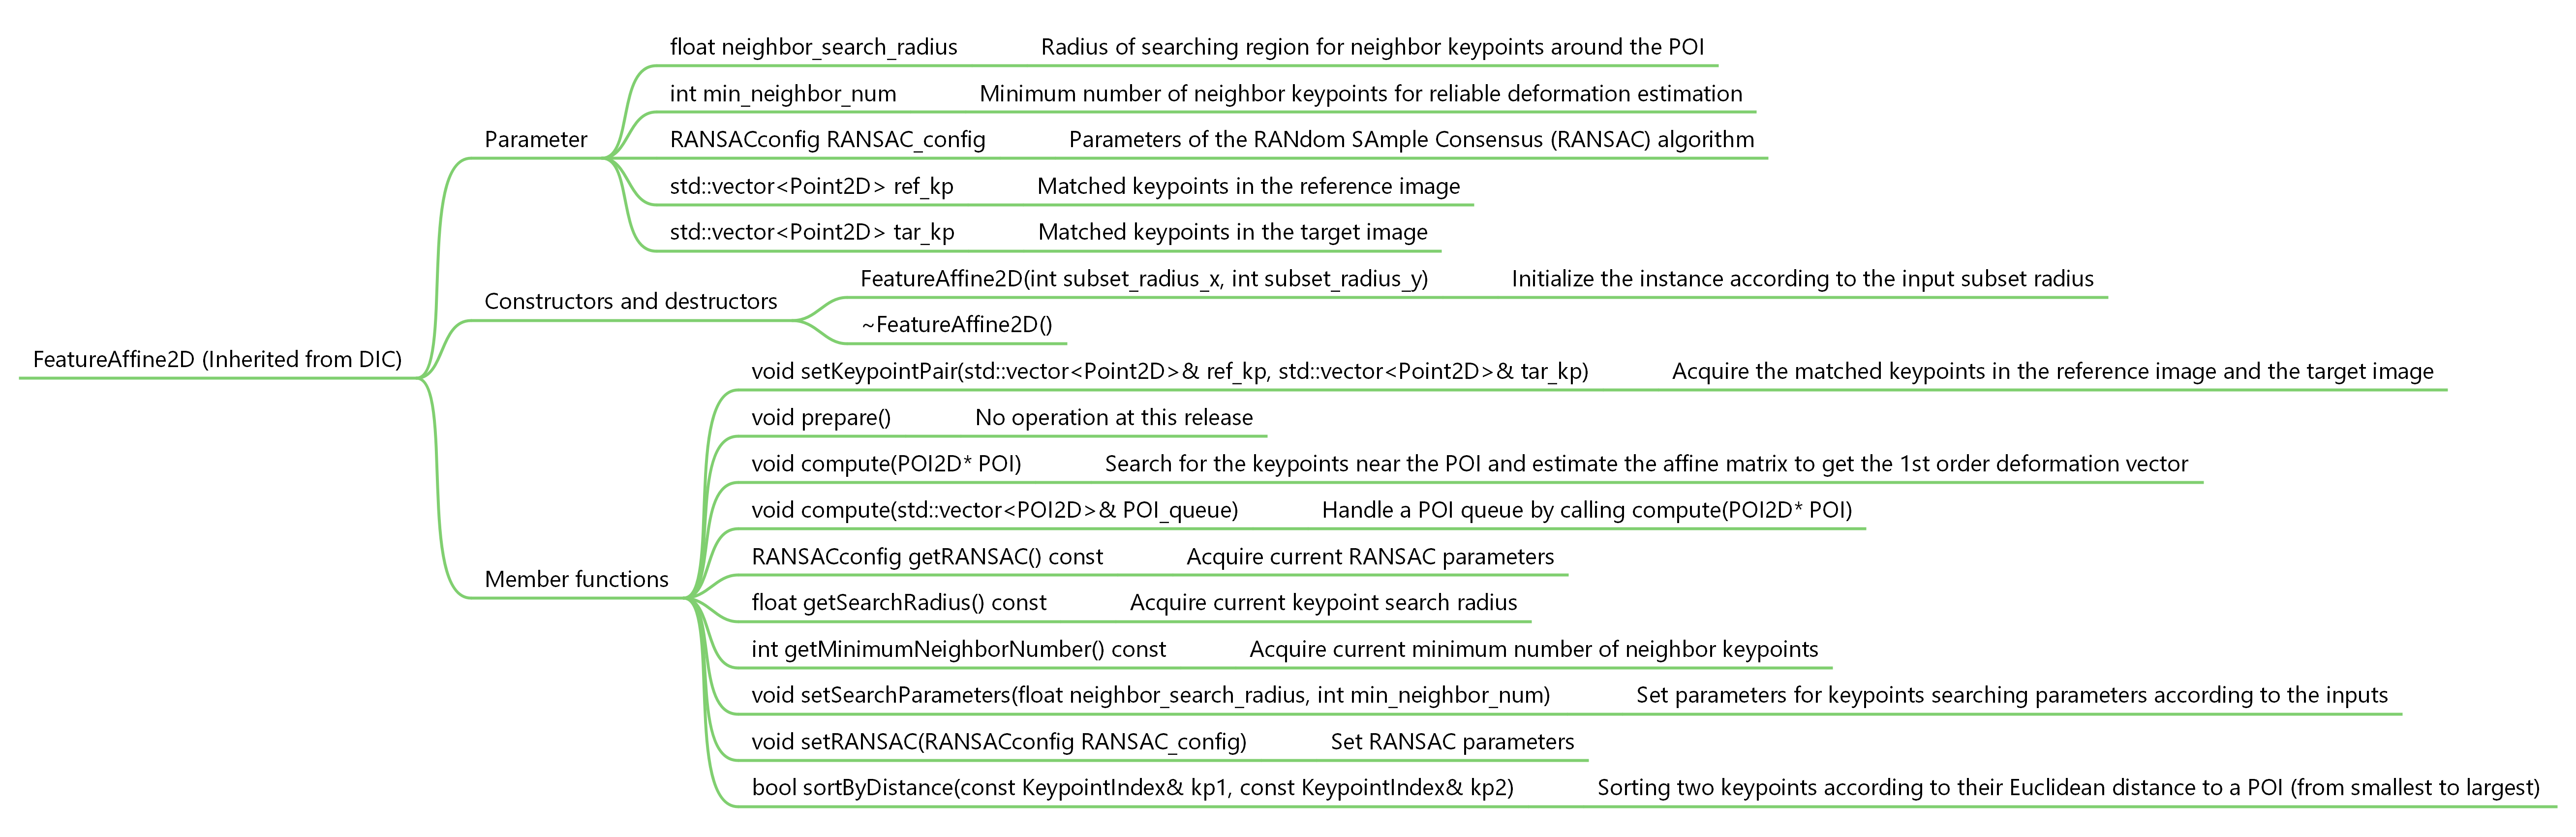 float neighbor_search_radius Radius of searching region for neighbor keypoints around the POI
int min_neighbor_num Minimum number of neighbor keypoints for reliable deformation estimation
Parameter RANSACconfig RANSAC_config Parameters of the RANdom SAmple Consensus (RANSAC) algorithm
std::vector<Point2D> ref_kp Matched keypoints in the reference image
std::vector<Point2D> tar_kp Matched keypoints in the target image
FeatureAffine2D(int subset_radius_x, int subset_radius_y) Initialize the instance according to the input subset radius
Constructors and destructors
~FeatureAffine2D()
FeatureAffine2D (Inherited from DIC)
void setKeypointPair(std::vector<Point2D>& ref_kp, std::vector<Point2D>& tar_kp) Acquire the matched keypoints in the reference image and the target image
void prepare() No operation at this release
void compute(POI2D* POI) Search for the keypoints near the POI and estimate the affine matrix to get the 1st order deformation vector
void compute(std::vector<POI2D>& POI_queue) Handle a POI queue by calling compute(POI2D* POI)
RANSACconfig getRANSAC() const Acquire current RANSAC parameters
Member functions
float getSearchRadius() const Acquire current keypoint search radius
int getMinimumNeighborNumber() const Acquire current minimum number of neighbor keypoints
void setSearchParameters(float neighbor_search_radius, int min_neighbor_num) Set parameters for keypoints searching parameters according to the inputs
void setRANSAC(RANSACconfig RANSAC_config) Set RANSAC parameters
bool sortByDistance(const KeypointIndex& kp1, const KeypointIndex& kp2) Sorting two keypoints according to their Euclidean distance to a POI (from smallest to largest)